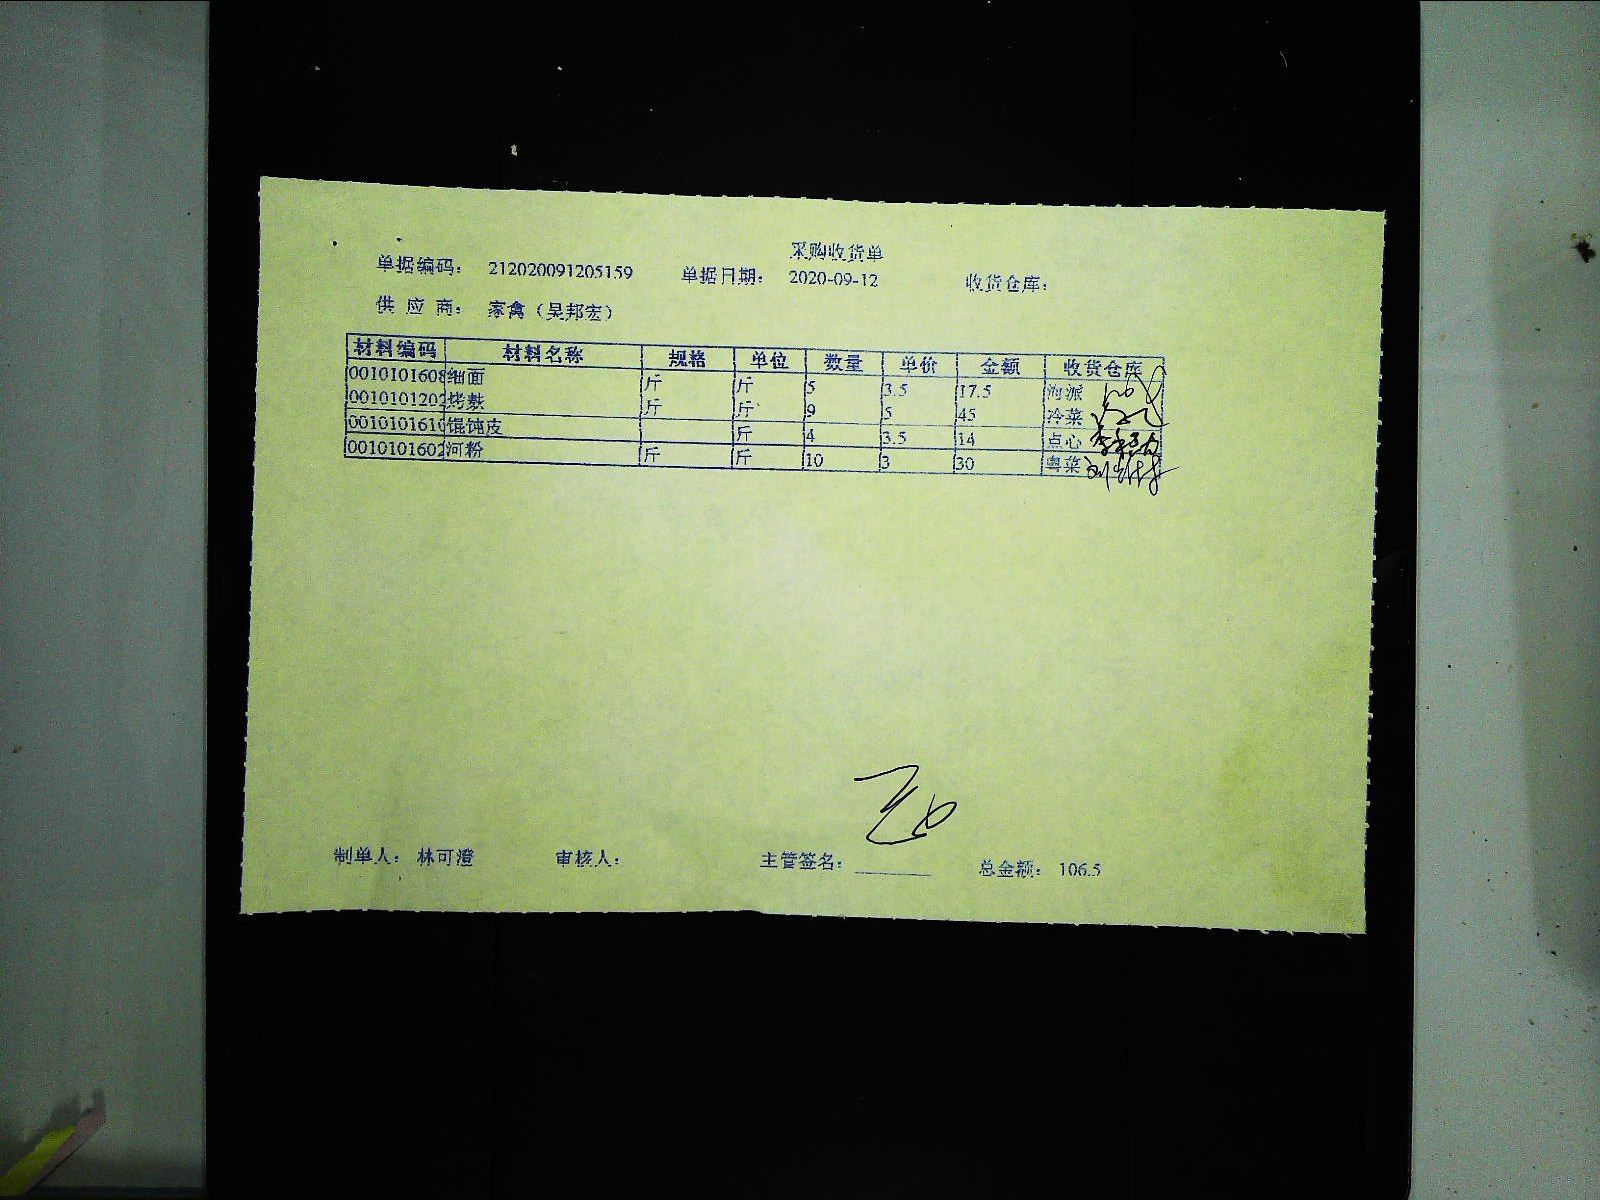 采购收货单
单据编码： 212020091205159 单据日期： 2020-09-12 收货仓库：
供 应 商： 家禽（吴邦宏）
材料编码 材料名称 规格 单位 数量 单价 金额 收货仓库
0010101608 细面 斤 斤 5 3.5 17.5 海派
0010101202 烤麸 斤 斤 9 5 45 冷菜
001010161 馄饨皮 斤 4 3.5 14 点心
0010101602 河粉 斤 斤 10 3 30 粤菜
制单人： 林可澄 审核人： 主管签名： 总金额： 106.5